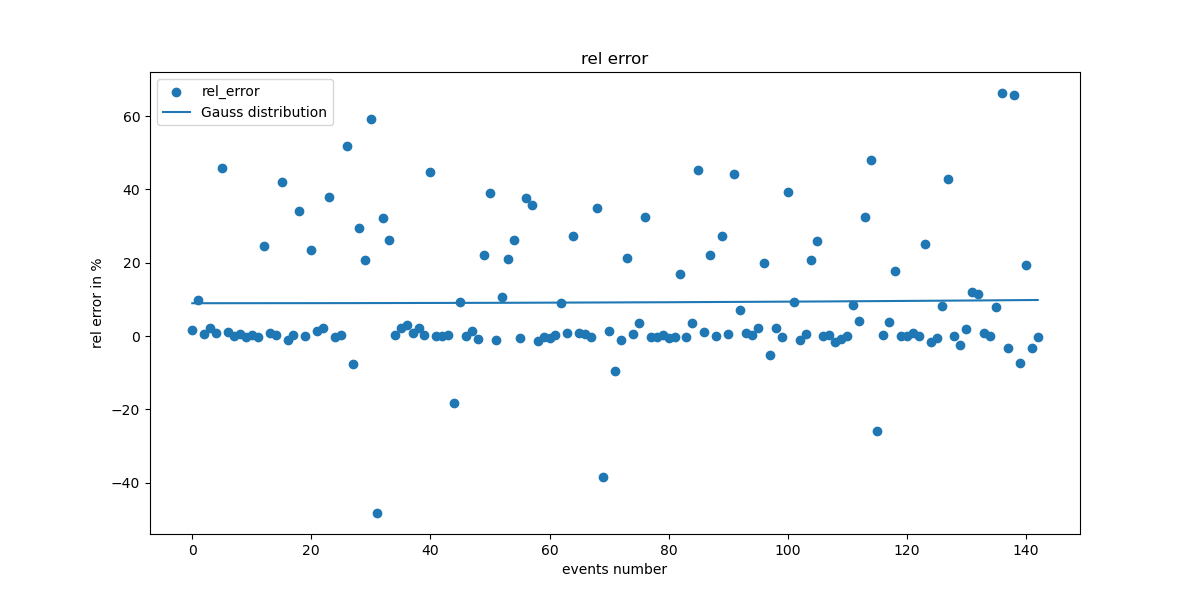 rel error
rel_error
Gauss distribution
60
40
20
0
−20
−40
rel error in %
0
20
40
60
80
100
120
140
events number